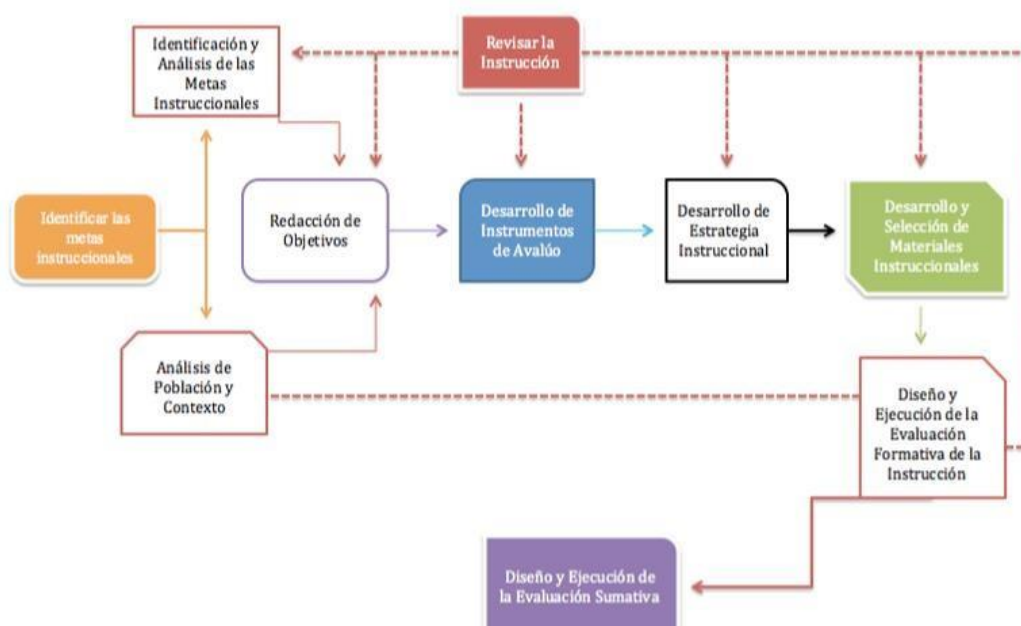 Identificación y
Análisis de las
Metas
Instruccionales
Revisar la
Instrucción
Identificar las
metas
instruccionales
Redacción de
Objetivos
Desarrollo de
Instrumentos
de Avalúo
Desarrollo de
Estrategia
Instruccional
Desarrollo y
Selección de
Materiales
Instruccionales
Análisis de
Población y
Contexto
Diseño y
Ejecución de la
Evaluación
Formativa de la
Instrucción
Diseño y Ejecución de
la Evaluación Sumativa